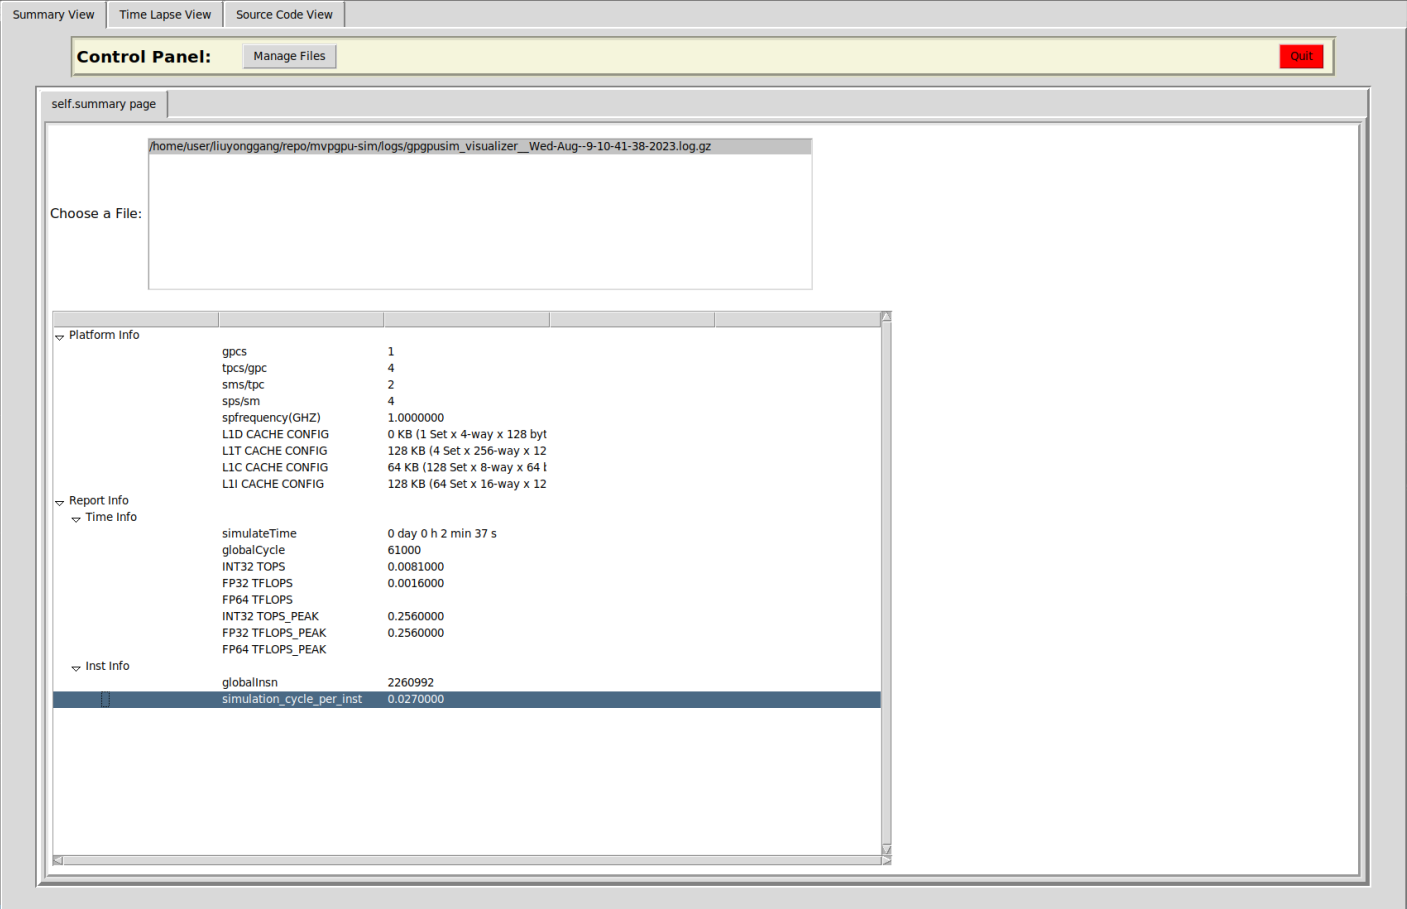 Summary View Time Lapse View Source Code View
Control Panel: Manage Files Quit
self.summary page
/home/user/liuyonggang/repo/mvpgpu-sim/logs/gpgpusim_visualizer__Wed-Aug--9-10-41-38-2023.log.gz
Choose a File:
Platform Info
gpcs 1
tpcs/gpc 4
sms/tpc 2
sps/sm 4
spfrequency(GHZ) 1.0000000
L1D CACHE CONFIG 0 KB (1 Set x 4-way x 128 byt
L1T CACHE CONFIG 128 KB (4 Set x 256-way x 12
L1C CACHE CONFIG 64 KB (128 Set x 8-way x 64 b
L1I CACHE CONFIG 128 KB (64 Set x 16-way x 12
Report Info
Time Info
simulateTime 0 day 0 h 2 min 37 s
globalCycle 61000
INT32 TOPS 0.0081000
FP32 TFLOPS 0.0016000
FP64 TFLOPS
INT32 TOPS_PEAK 0.2560000
FP32 TFLOPS_PEAK 0.2560000
FP64 TFLOPS_PEAK
Inst Info
globalInsn 2260992
simulation_cycle_per_inst 0.0270000